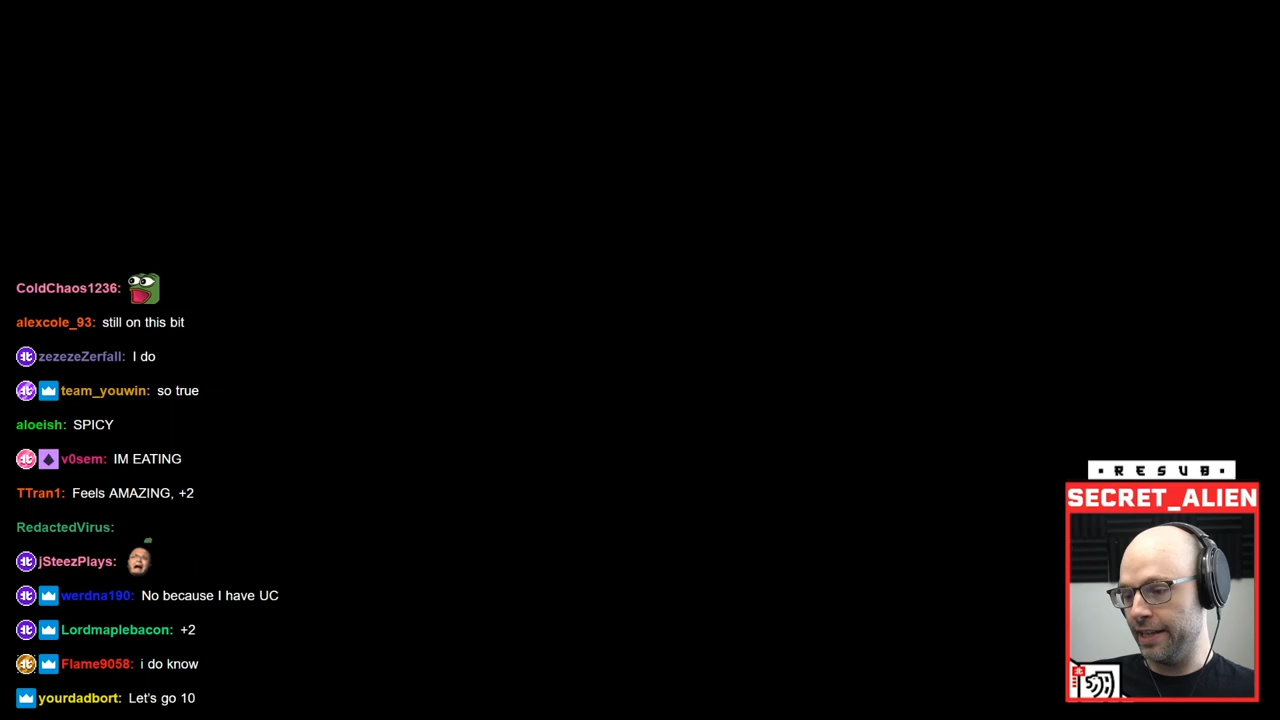 ColdChaos1236:
alexcole_93: still on this bit
zezezeZerfall: I do
team_youwin: so true
aloeish: SPICY
v0sem: IM EATING
TTran1: Feels AMAZING, +2
RedactedVirus:
jSteezPlays:
werdna190: No because I have UC
Lordmaplebacon: +2
Flame9058: i do know
yourdadbort: Let's go 10
· RESUB ·
SECRET_ALIEN